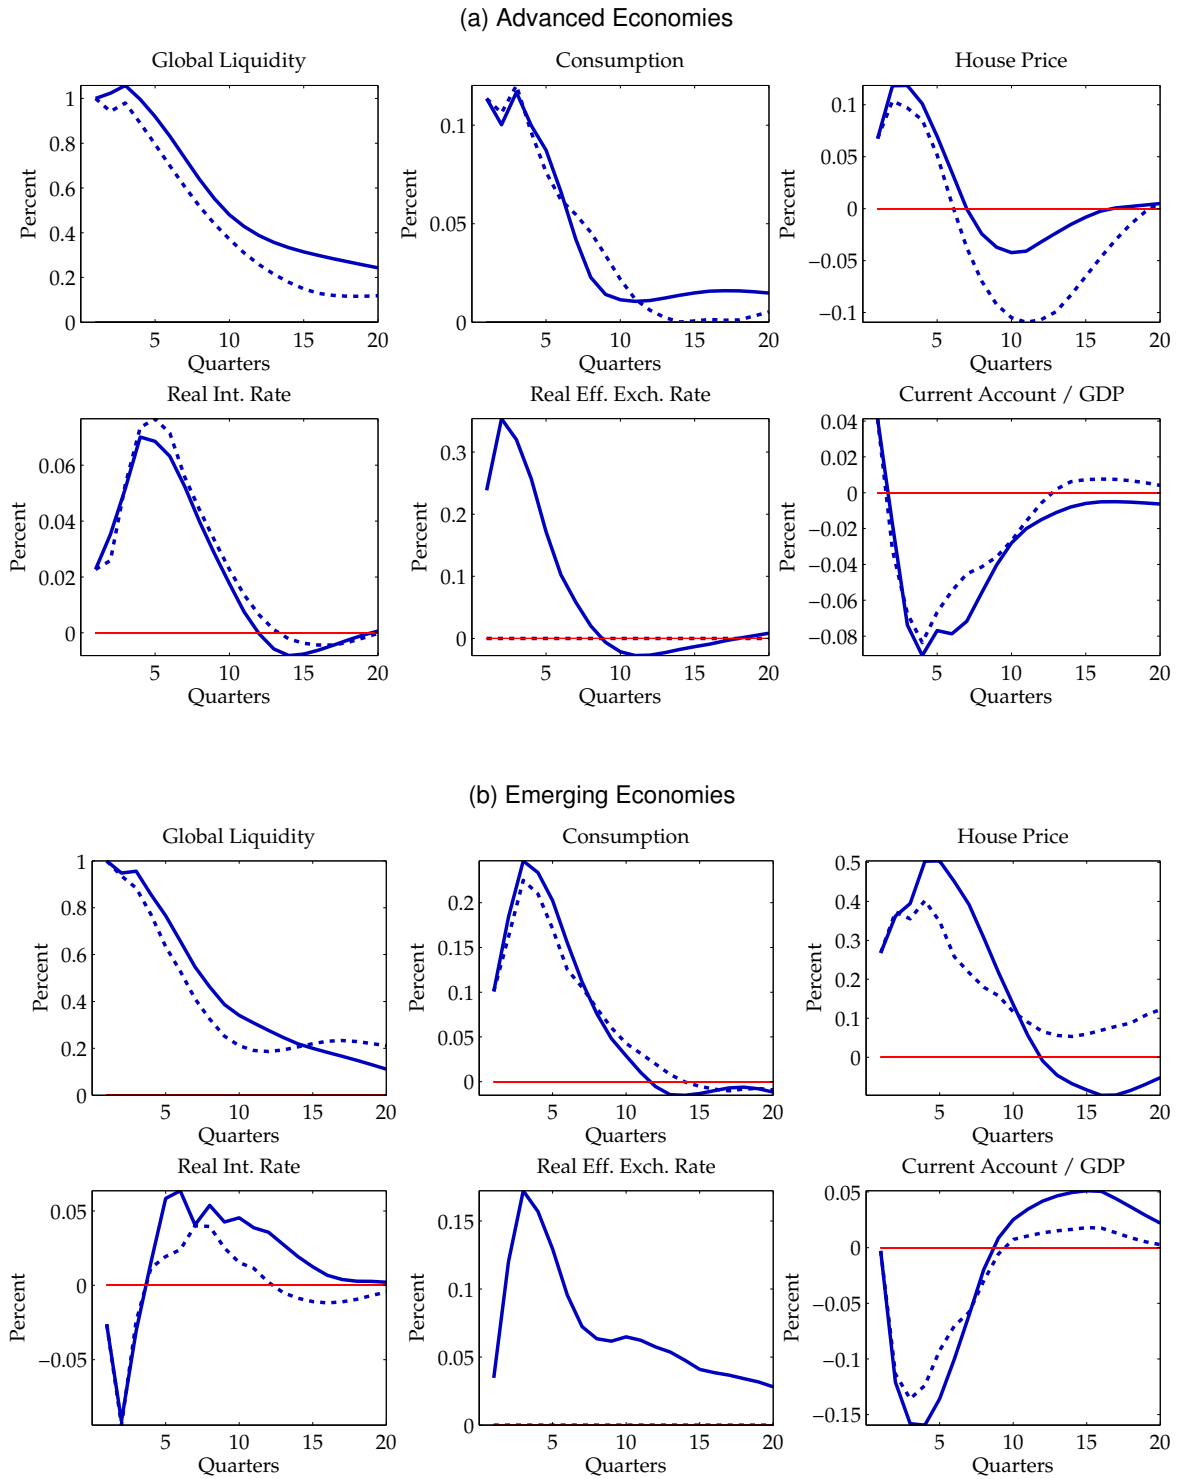 (a) Advanced Economies
Global Liquidity
Percent
1
0.8
0.6
0.4
0.2
0
5 10 15 20
Quarters
Consumption
Percent
0.1
0.05
0
5 10 15 20
Quarters
House Price
Percent
0.1
0.05
0
−0.05
−0.1
5 10 15 20
Quarters
Real Int. Rate
Percent
0.06
0.04
0.02
0
5 10 15 20
Quarters
Real Eff. Exch. Rate
Percent
0.3
0.2
0.1
0
5 10 15 20
Quarters
Current Account / GDP
Percent
0.04
0.02
0
−0.02
−0.04
−0.06
−0.08
5 10 15 20
Quarters
(b) Emerging Economies
Global Liquidity
Percent
1
0.8
0.6
0.4
0.2
0
5 10 15 20
Quarters
Consumption
Percent
0.2
0.15
0.1
0.05
0
5 10 15 20
Quarters
House Price
Percent
0.5
0.4
0.3
0.2
0.1
0
5 10 15 20
Quarters
Real Int. Rate
Percent
0.05
0
−0.05
5 10 15 20
Quarters
Real Eff. Exch. Rate
Percent
0.15
0.1
0.05
0
5 10 15 20
Quarters
Current Account / GDP
Percent
0.05
0
−0.05
−0.1
−0.15
5 10 15 20
Quarters